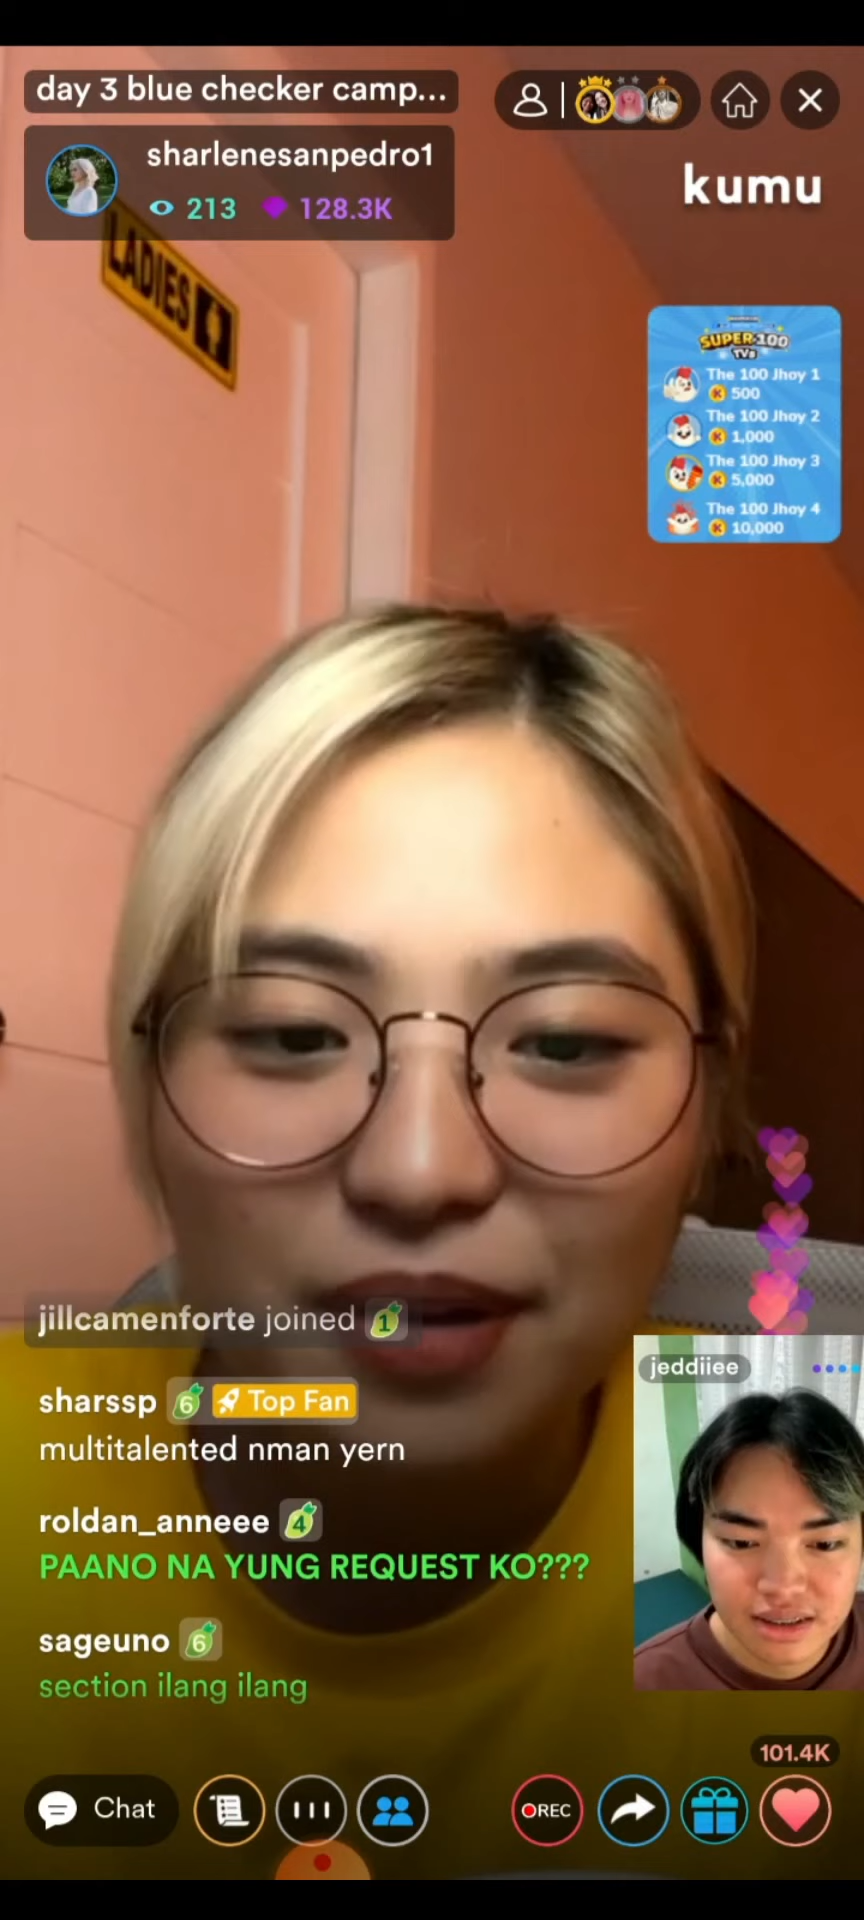 day 3 blue checker camp...
sharlenesanpedro1
213 128.3K
kumu
LADIES
SUPER 100
TVs
The 100 Jhoy 1
K 500
The 100 Jhoy 2
K 1,000
The 100 Jhoy 3
K 5,000
The 100 Jhoy 4
K 10,000
jillcamenforte joined 1
jeddiiee
sharssp 6 Top Fan
multitalented nman yern
roldan_anneee 4
PAANO NA YUNG REQUEST KO???
sageuno 6
section ilang ilang
101.4K
Chat
REC